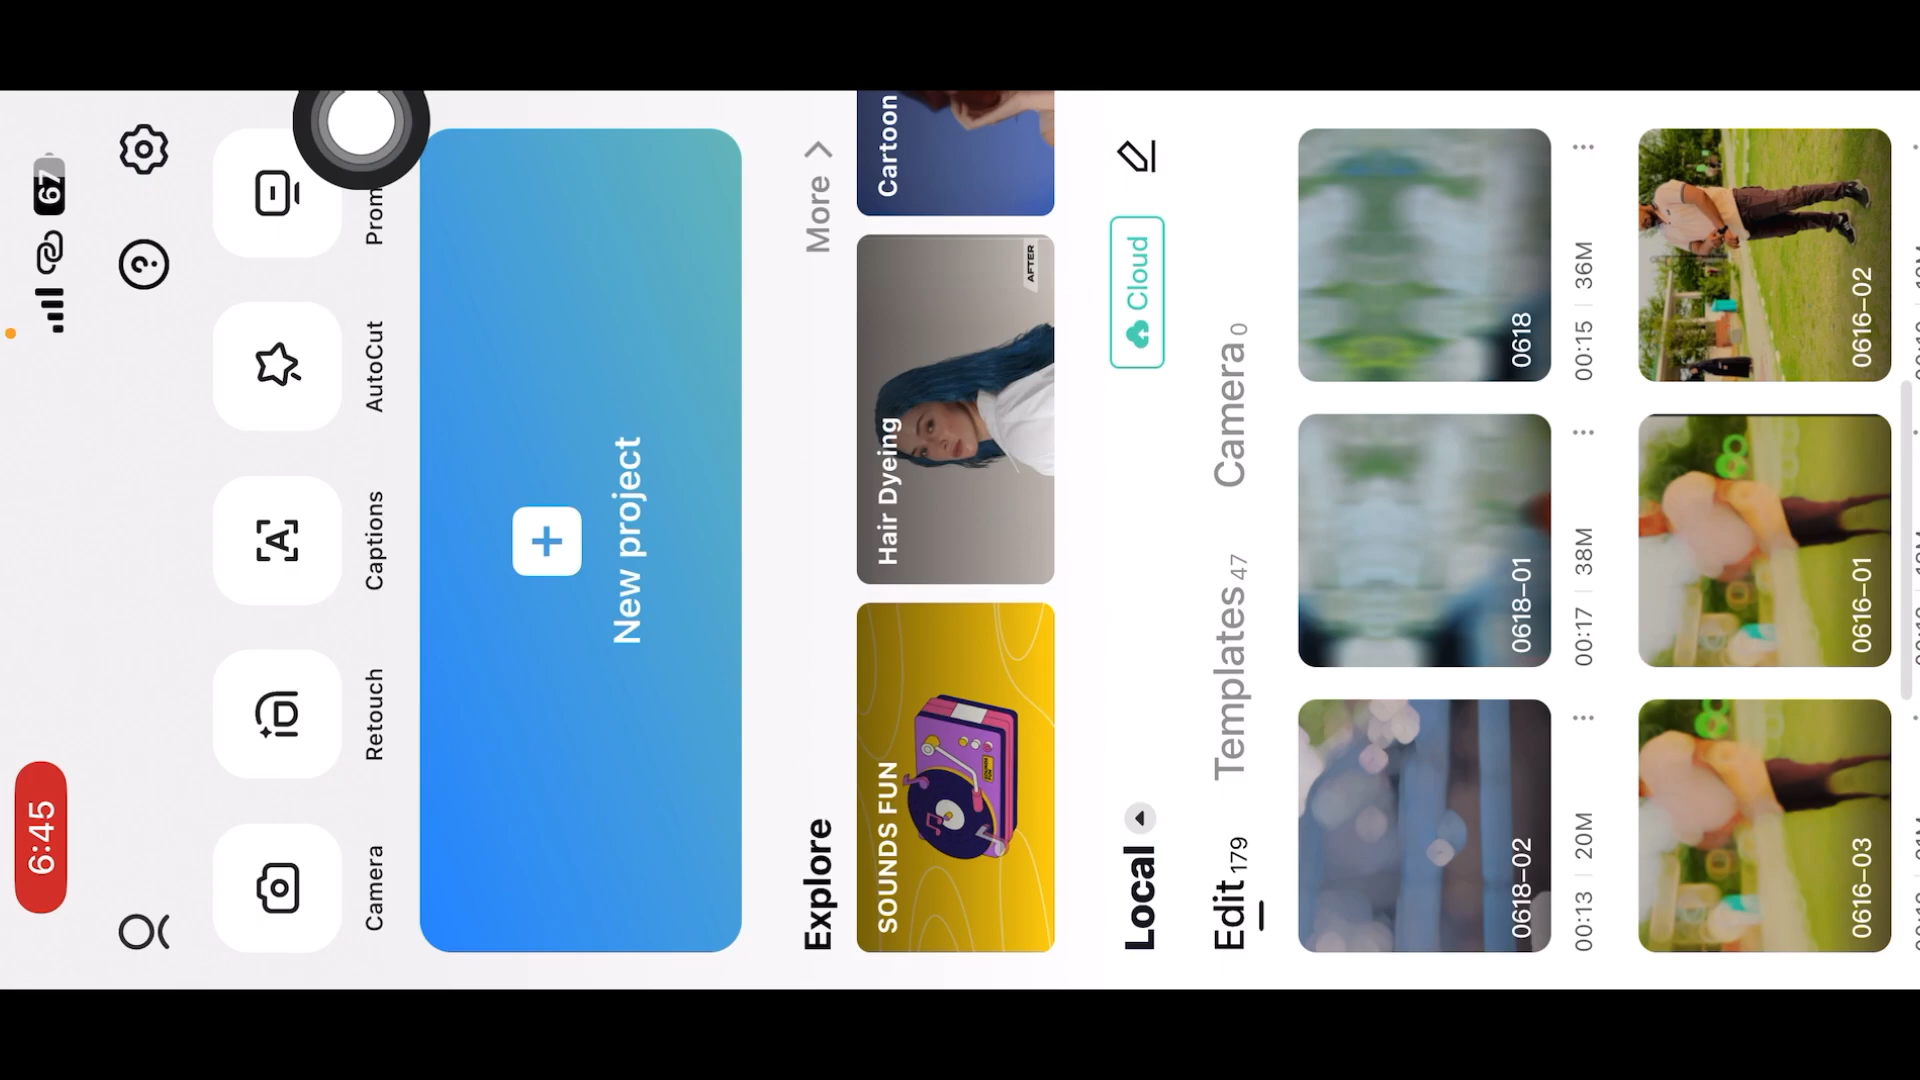 6:45
67
Camera
Retouch
Captions
AutoCut
Prom
New project
Explore
More
SOUNDS FUN
Hair Dyeing
AFTER
Cartoon
Local
Cloud
Edit 179
Templates 47
Camera 0
0618-02
0618-01
0618
00:13 | 20M
00:17 | 38M
00:15 | 36M
0616-03
0616-01
0616-02